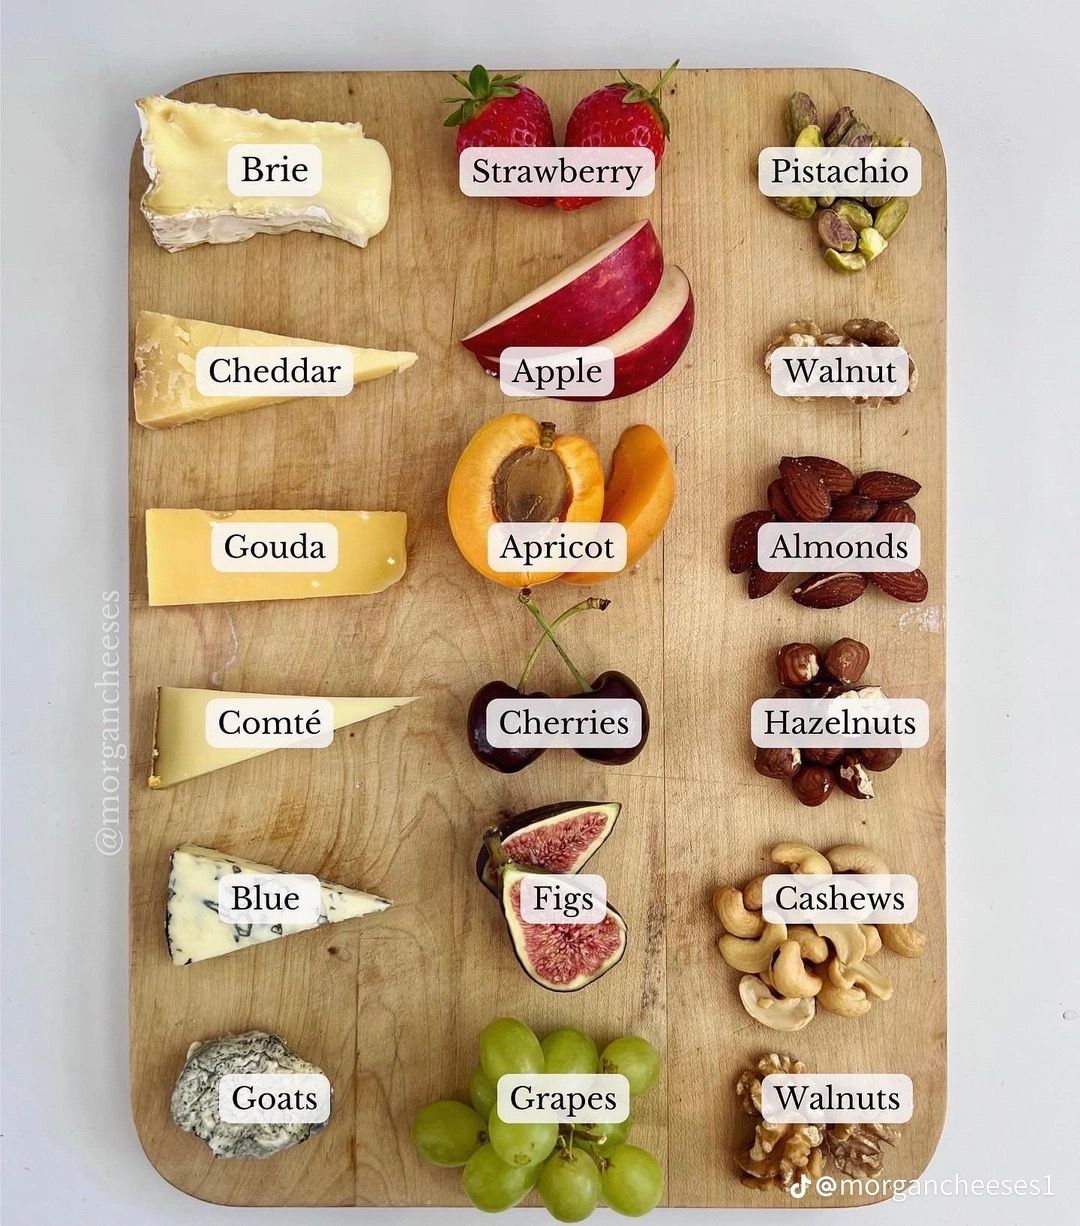 Brie
Strawberry
Pistachio
Cheddar
Apple
Walnut
Gouda
Apricot
Almonds
Comté
Cherries
Hazelnuts
Blue
Figs
Cashews
Goats
Grapes
Walnuts
@morgancheeses
@morgancheeses1